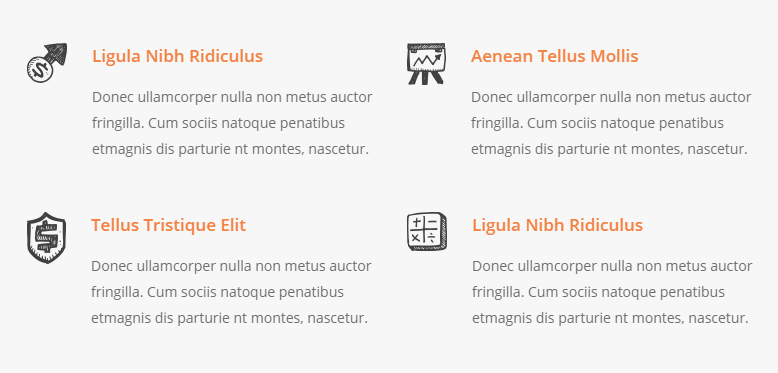 Ligula Nibh Ridiculus
Donec ullamcorper nulla non metus auctor
fringilla. Cum sociis natoque penatibus
etmagnis dis parturie nt montes, nascetur.
Aenean Tellus Mollis
Donec ullamcorper nulla non metus auctor
fringilla. Cum sociis natoque penatibus
etmagnis dis parturie nt montes, nascetur.
Tellus Tristique Elit
Donec ullamcorper nulla non metus auctor
fringilla. Cum sociis natoque penatibus
etmagnis dis parturie nt montes, nascetur.
Ligula Nibh Ridiculus
Donec ullamcorper nulla non metus auctor
fringilla. Cum sociis natoque penatibus
etmagnis dis parturie nt montes, nascetur.